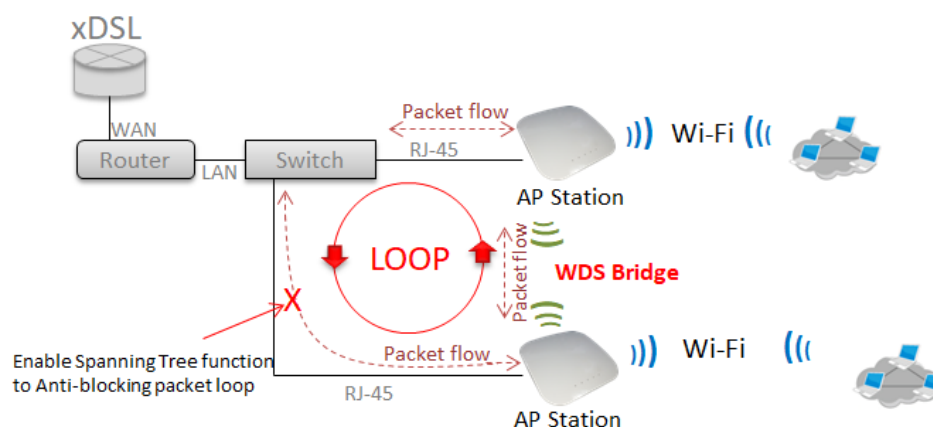 xDSL
WAN
Router
LAN
Switch
Packet flow
RJ-45
AP Station
Wi-Fi
LOOP
Packet flow
WDS Bridge
X
Enable Spanning Tree function
to Anti-blocking packet loop
Packet flow
RJ-45
AP Station
Wi-Fi